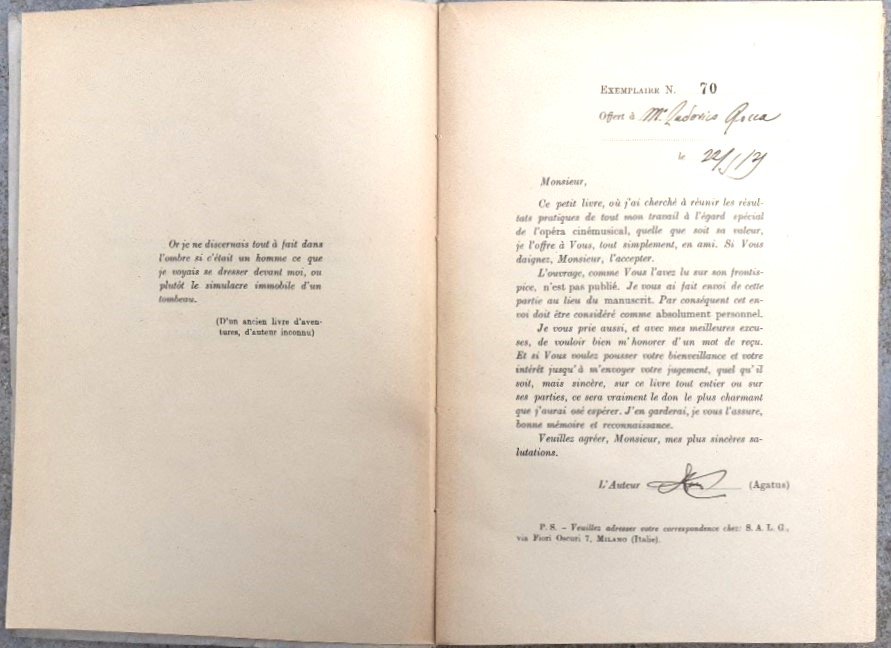 Or je ne discernais tout à fait dans
l'ombre si c'était un homme ce que
je voyais se dresser devant moi, ou
plutôt le simulacre immobile d'un
tombeau.
(D'un ancien livre d'aven-
tures, d'auteur inconnu)
EXEMPLAIRE N. 70
Offert à Mr Ludovico Rocca
le
Monsieur,
Ce petit livre, où j'ai cherché à réunir les résul-
tats pratiques de tout mon travail à l'égard spécial
de l'opéra cinémusical, quelle que soit sa valeur,
je l'offre à Vous, tout simplement, en ami. Si Vous
daignez, Monsieur, l'accepter.
L'ouvrage, comme Vous l'avez lu sur son frontis-
pice, n'est pas publié. Je vous ai fait envoi de cette
partie au lieu du manuscrit. Par conséquent cet en-
voi doit être considéré comme absolument personnel.
Je vous prie aussi, et avec mes meilleures excu-
ses, de vouloir bien m'honorer d'un mot de reçu.
Et si Vous voulez pousser votre bienveillance et votre
intérêt jusqu'à m'envoyer votre jugement, quel qu'il
soit, mais sincère, sur ce livre tout entier ou sur
ses parties, ce sera vraiment le don le plus charmant
que j'aurai osé espérer. J'en garderai, je vous l'assure,
bonne mémoire et reconnaissance.
Veuillez agréer, Monsieur, mes plus sincères sa-
lutations.
L'Auteur (Agatus)
P. S. - Veuillez adresser votre correspondence chez: S. A. L. G.,
via Fiori Oscuri 7, MILANO (Italie).